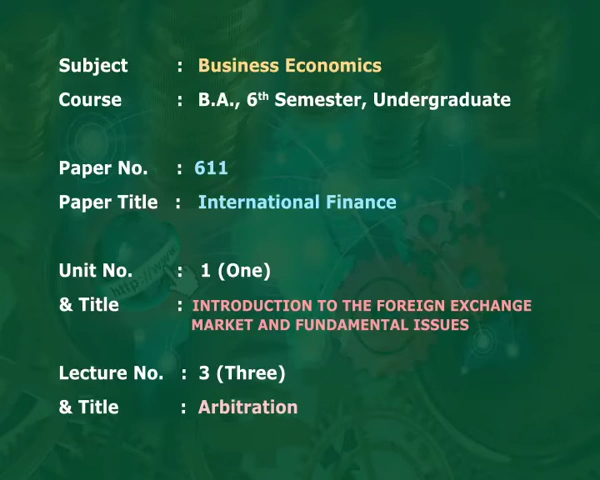 Subject : Business Economics
Course : B.A., 6th Semester, Undergraduate
Paper No. : 611
Paper Title : International Finance
Unit No. : 1 (One)
& Title : INTRODUCTION TO THE FOREIGN EXCHANGE
MARKET AND FUNDAMENTAL ISSUES
Lecture No. : 3 (Three)
& Title : Arbitration